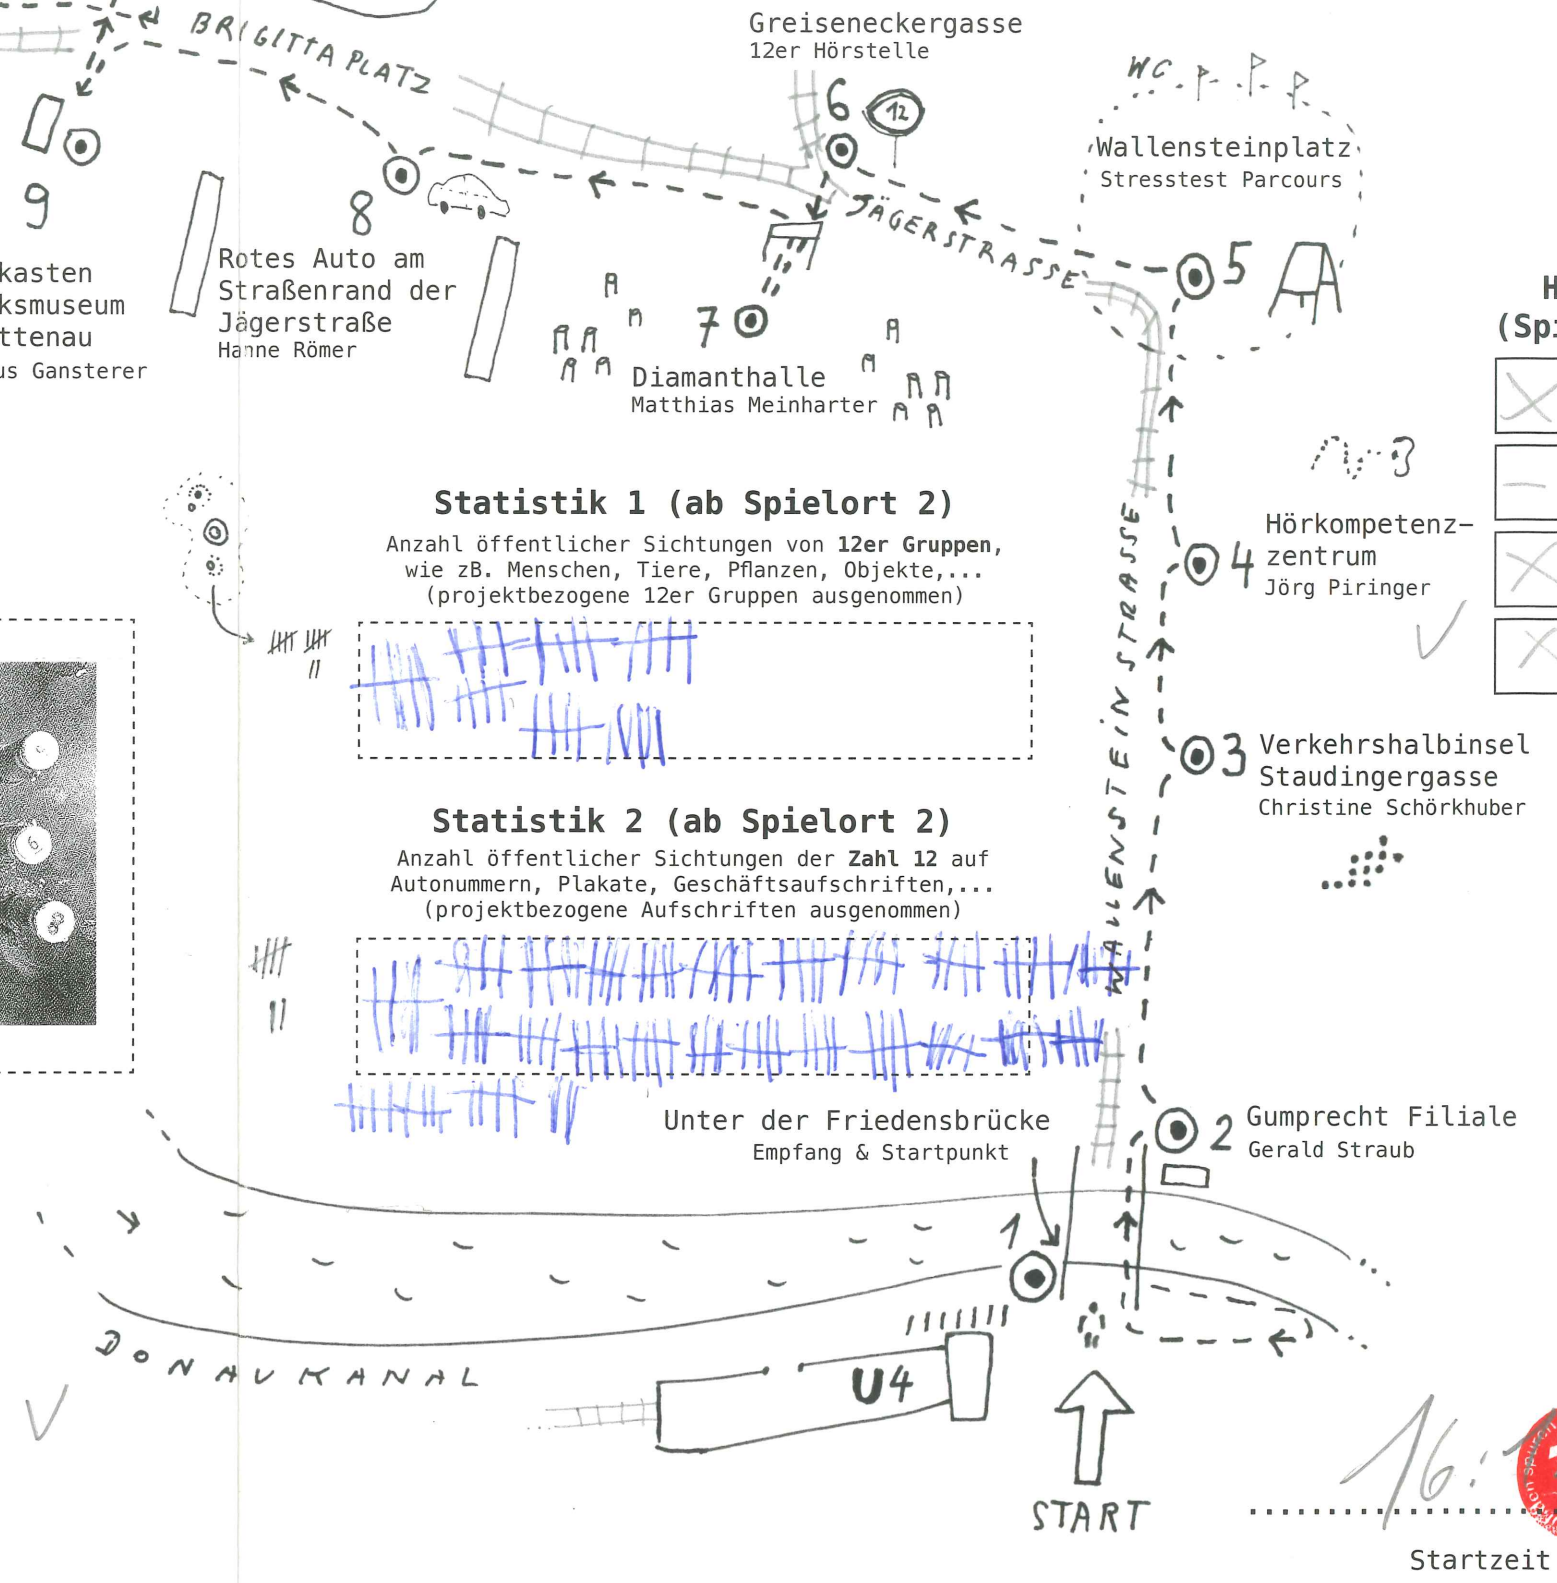 Greiseneckergasse
12er Hörstelle
BRIGITTAPLATZ
6
12
WC
Wallensteinplatz
Stresstest Parcours
JÄGERSTRASSE
5
9
8
kasten
ksmuseum
ttenau
us Gansterer
Rotes Auto am
Straßenrand der
Jägerstraße
Hanne Römer
7
Diamanthalle
Matthias Meinharter
H
(Spi
Statistik 1 (ab Spielort 2)
Anzahl öffentlicher Sichtungen von 12er Gruppen,
wie zB. Menschen, Tiere, Pflanzen, Objekte,...
(projektbezogene 12er Gruppen ausgenommen)
WALLENSTEINSTRASSE
4
Hörkompetenz-
zentrum
Jörg Piringer
3
Verkehrshalbinsel
Staudingergasse
Christine Schörkhuber
Statistik 2 (ab Spielort 2)
Anzahl öffentlicher Sichtungen der Zahl 12 auf
Autonummern, Plakate, Geschäftsaufschriften,...
(projektbezogene Aufschriften ausgenommen)
6
8
Unter der Friedensbrücke
Empfang & Startpunkt
1
2
Gumprecht Filiale
Gerald Straub
DONAUKANAL
U4
START
16:
Startzeit